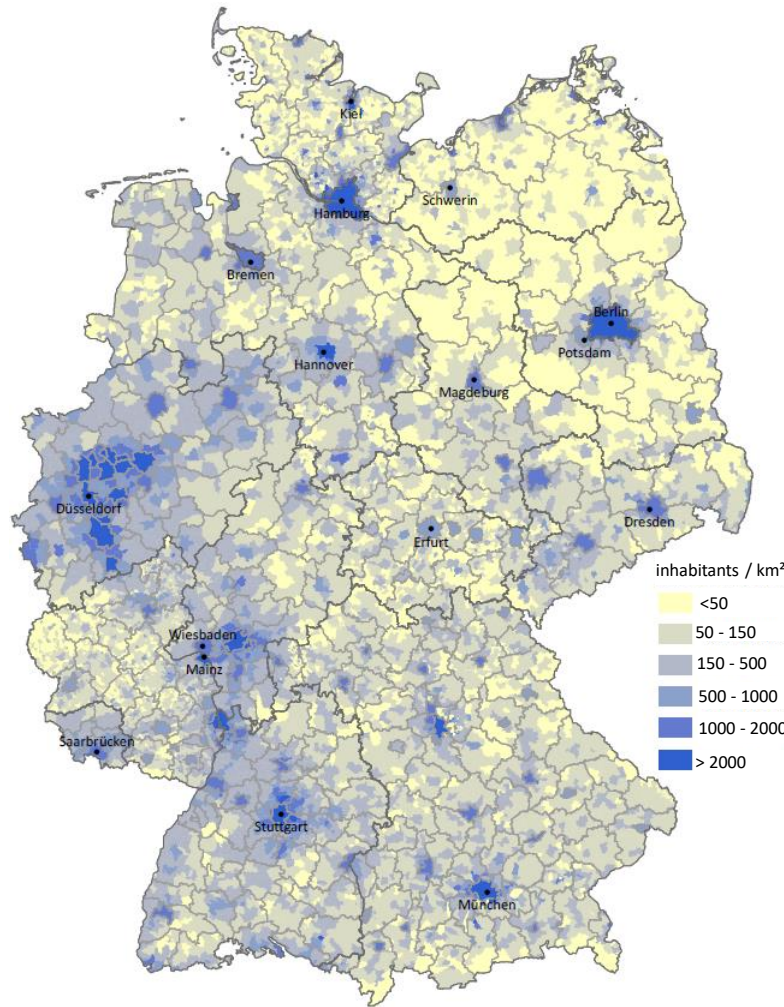 Kiel
Schwerin
Hamburg
Bremen
Berlin
Potsdam
Hannover
Magdeburg
Düsseldorf
Dresden
Erfurt
inhabitants / km²
<50
50 - 150
150 - 500
500 - 1000
1000 - 2000
> 2000
Wiesbaden
Mainz
Saarbrücken
Stuttgart
München